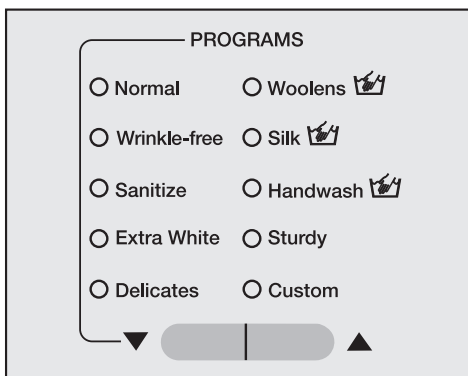 PROGRAMS
Normal
Wrinkle-free
Sanitize
Extra White
Delicates
Woolens
Silk
Handwash
Sturdy
Custom